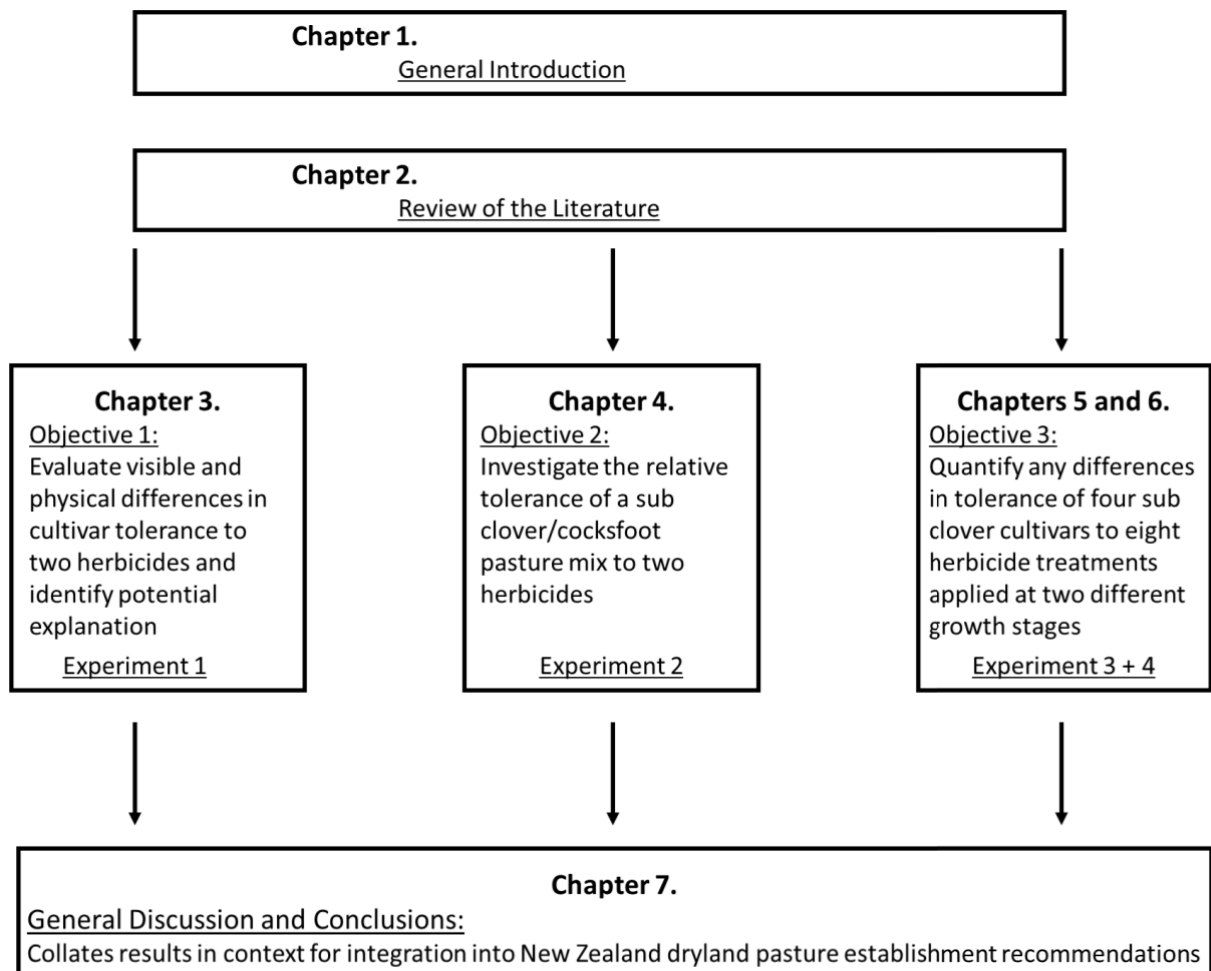 Chapter 1.
General Introduction
Chapter 2.
Review of the Literature
Chapter 3.
Objective 1:
Evaluate visible and
physical differences in
cultivar tolerance to
two herbicides and
identify potential
explanation
Experiment 1
Chapter 4.
Objective 2:
Investigate the relative
tolerance of a sub
clover/cocksfoot
pasture mix to two
herbicides
Experiment 2
Chapters 5 and 6.
Objective 3:
Quantify any differences
in tolerance of four sub
clover cultivars to eight
herbicide treatments
applied at two different
growth stages
Experiment 3 + 4
Chapter 7.
General Discussion and Conclusions:
Collates results in context for integration into New Zealand dryland pasture establishment recommendations